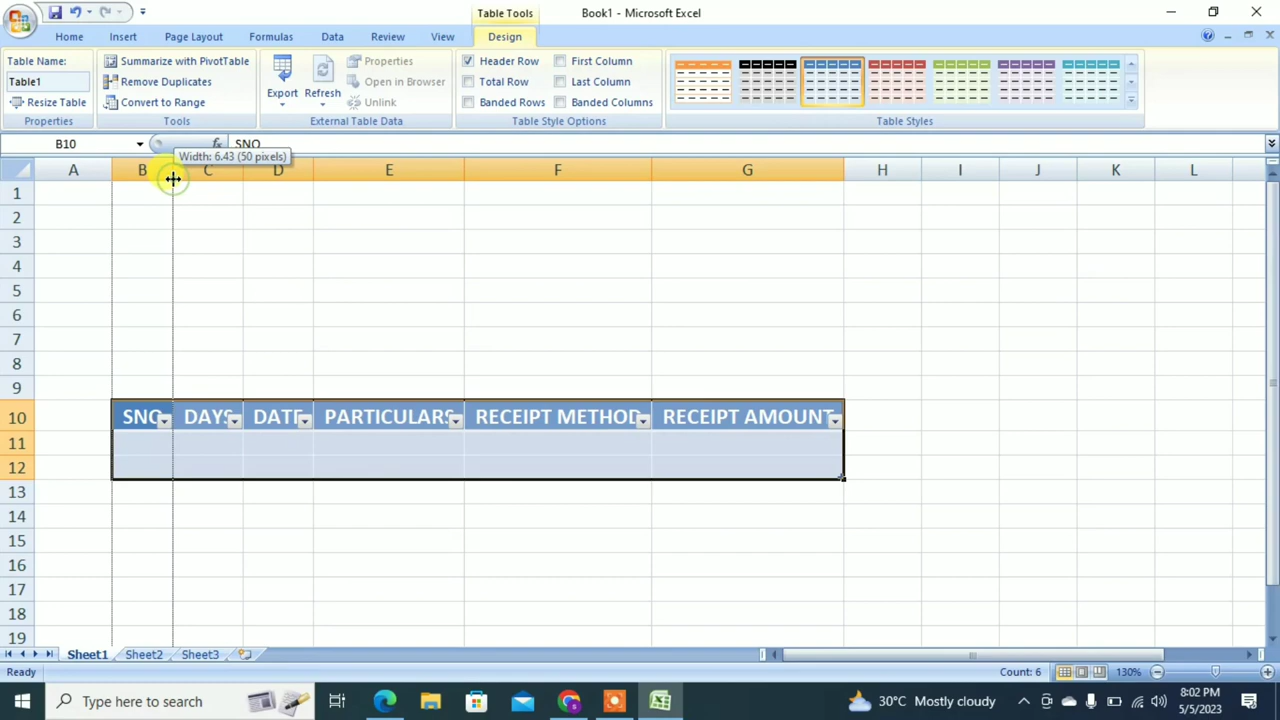 Table Tools
Book1 - Microsoft Excel
Home Insert Page Layout Formulas Data Review View Design
Table Name:
Table1
Resize Table
Properties
Summarize with PivotTable
Remove Duplicates
Convert to Range
Tools
Export
Refresh
Properties
Open in Browser
Unlink
External Table Data
Header Row
Total Row
Banded Rows
First Column
Last Column
Banded Columns
Table Style Options
Table Styles
B10 fx SNO
Width: 6.43 (50 pixels)
A B C D E F G H I J K L
1
2
3
4
5
6
7
8
9
10 SNO DAYS DATE PARTICULARS RECEIPT METHOD RECEIPT AMOUNT
11
12
13
14
15
16
17
18
19
Sheet1 Sheet2 Sheet3
Ready Count: 6 130%
Type here to search
30°C Mostly cloudy
8:02 PM
5/5/2023